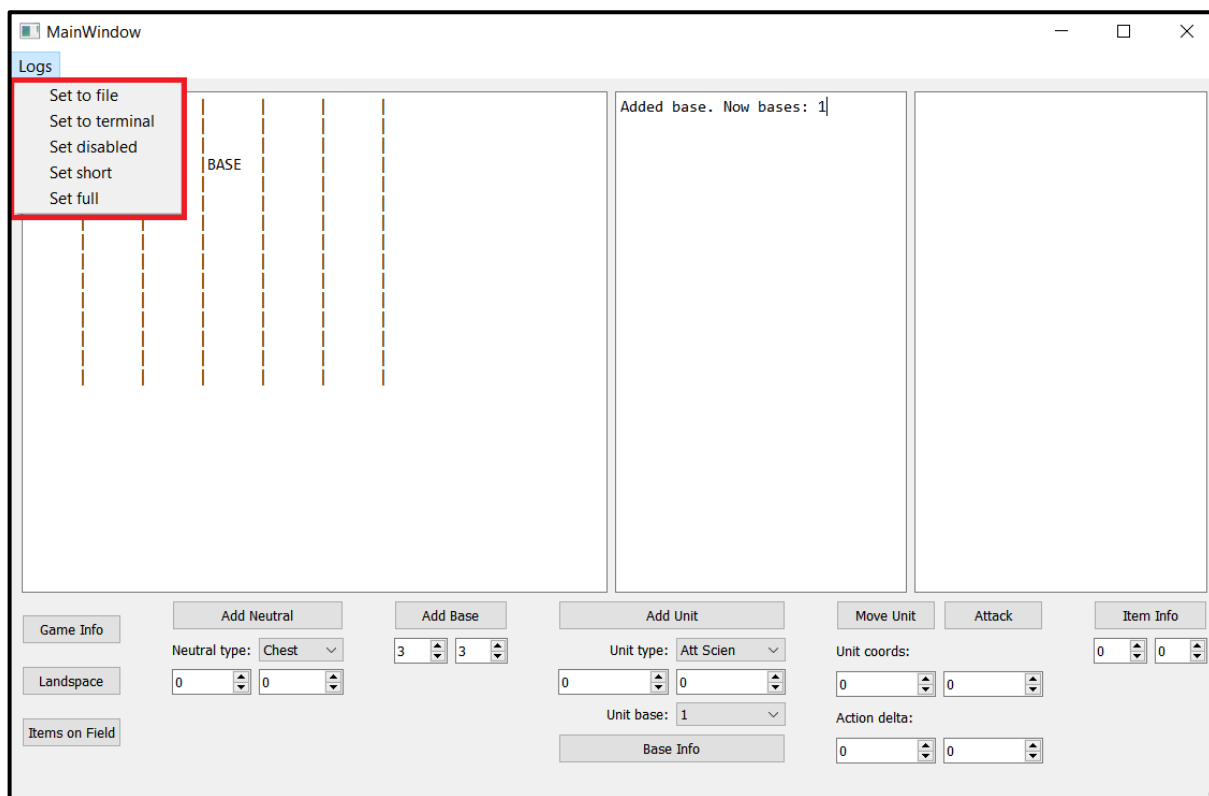 MainWindow
Logs
Set to file
Set to terminal
Set disabled
Set short
Set full
BASE
Added base. Now bases: 1
Game Info
Landspace
Items on Field
Add Neutral
Neutral type: Chest
0 0
Add Base
3 3
Add Unit
Unit type: Att Scien
0 0
Unit base: 1
Base Info
Move Unit Attack
Unit coords:
0 0
Action delta:
0 0
Item Info
0 0